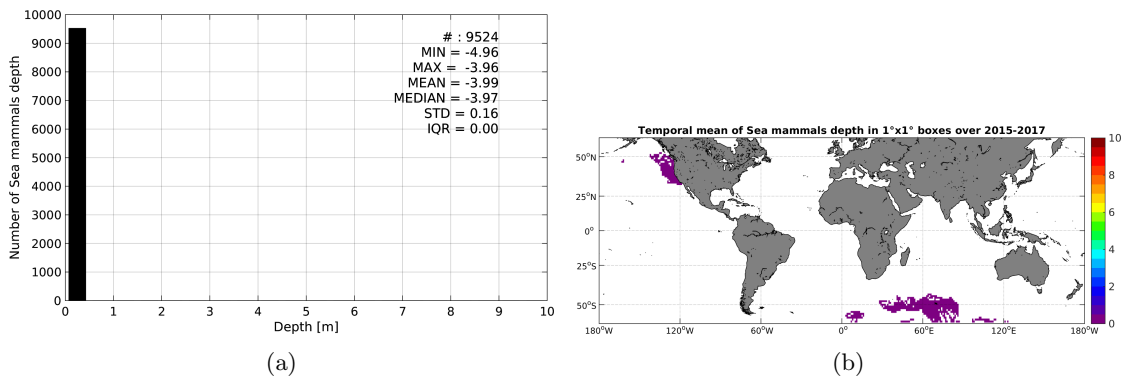 10000
9000
8000
7000
6000
5000
4000
3000
2000
1000
0
Number of Sea mammals depth
# : 9524
MIN = -4.96
MAX = -3.96
MEAN = -3.99
MEDIAN = -3.97
STD = 0.16
IQR = 0.00
0 1 2 3 4 5 6 7 8 9 10
Depth [m]
(a)
Temporal mean of Sea mammals depth in 1°x1° boxes over 2015-2017
50°N
25°N
0°
25°S
50°S
180°W 120°W 60°W 0° 60°E 120°E 180°W
10
8
6
4
2
0
(b)